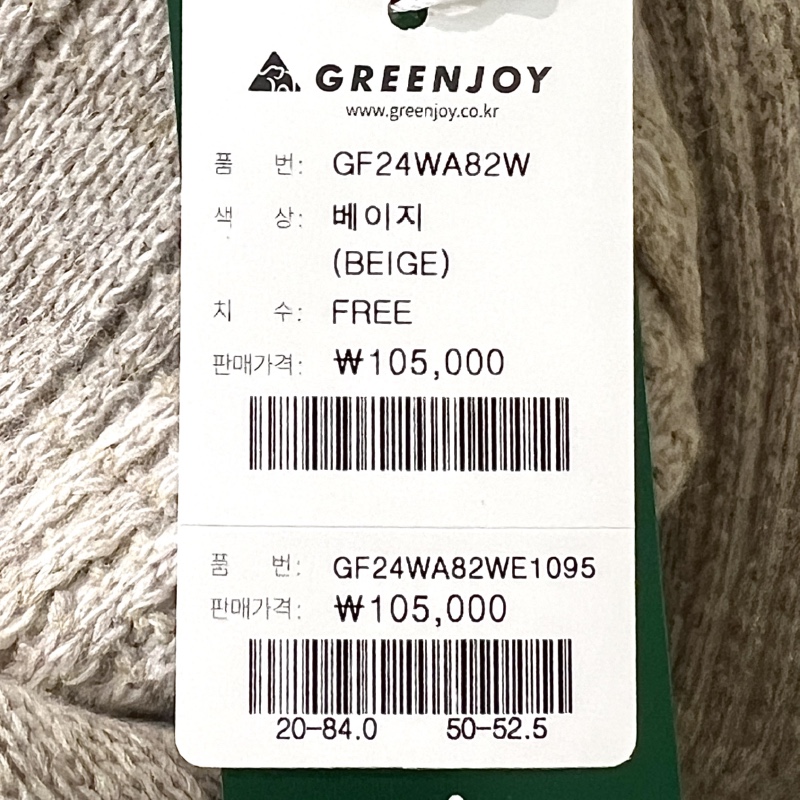 GREENJOY
www.greenjoy.co.kr
품 번: GF24WA82W
색 상: 베이지
(BEIGE)
치 수: FREE
판매가격: ₩105,000
품 번: GF24WA82WE1095
판매가격: ₩105,000
20-84.0 50-52.5